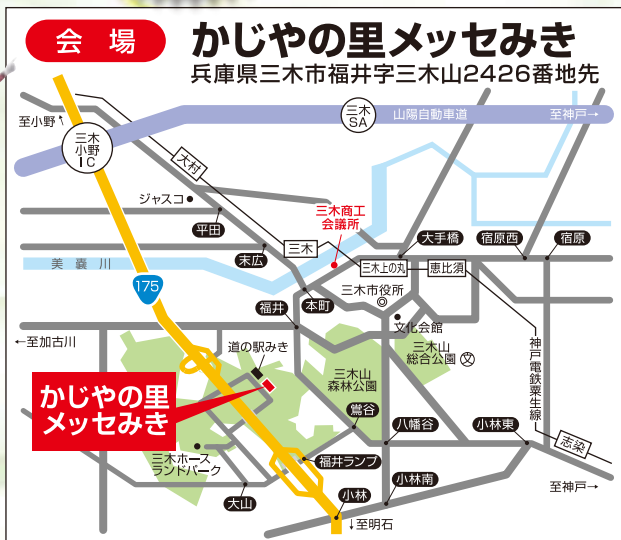 会場
かじやの里メッセみき
兵庫県三木市福井字三木山2426番地先
至小野↑
三木
小野
IC
三木
SA
山陽自動車道
至神戸→
大村
ジャスコ
平田
三木商工
会議所
三木
末広
大手橋
宿原西
宿原
美嚢川
三木上の丸
恵比須
175
本町
三木市役所
福井
文化会館
←至加古川
道の駅みき
三木山
森林公園
三木山
総合公園
文
神戸電鉄粟生線
かじやの里
メッセみき
鶯谷
八幡谷
小林東
志染
三木ホース
ランドパーク
福井ランプ
大山
小林
小林南
至神戸→
↓至明石